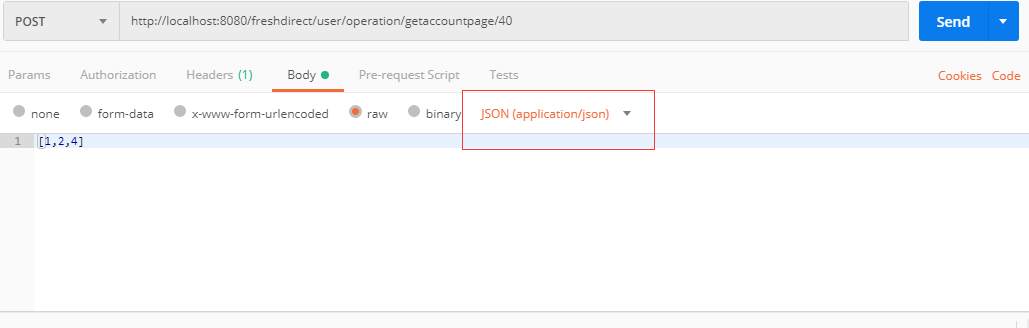 POST http://localhost:8080/freshdirect/user/operation/getaccountpage/40 Send
Params Authorization Headers (1) Body Pre-request Script Tests Cookies Code
none form-data x-www-form-urlencoded raw binary JSON (application/json)
1 [1,2,4]